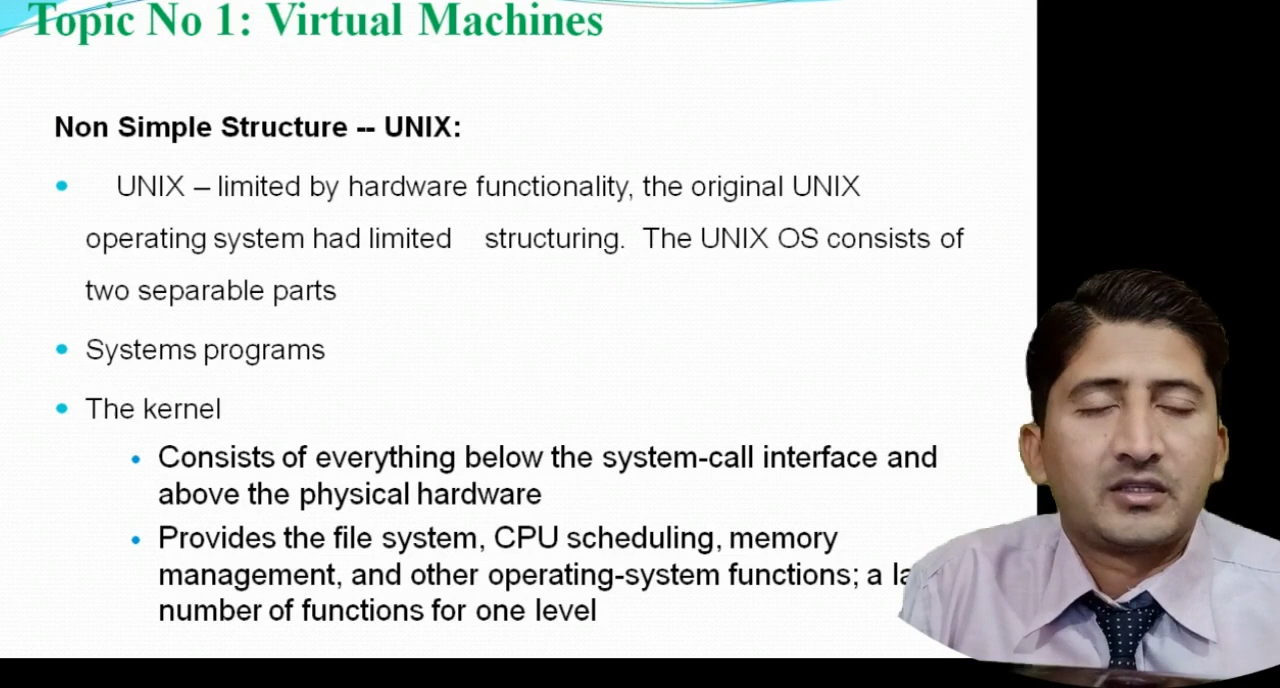 Topic No 1: Virtual Machines
Non Simple Structure -- UNIX:
• UNIX – limited by hardware functionality, the original UNIX
operating system had limited structuring. The UNIX OS consists of
two separable parts
• Systems programs
• The kernel
• Consists of everything below the system-call interface and
above the physical hardware
• Provides the file system, CPU scheduling, memory
management, and other operating-system functions; a
number of functions for one level